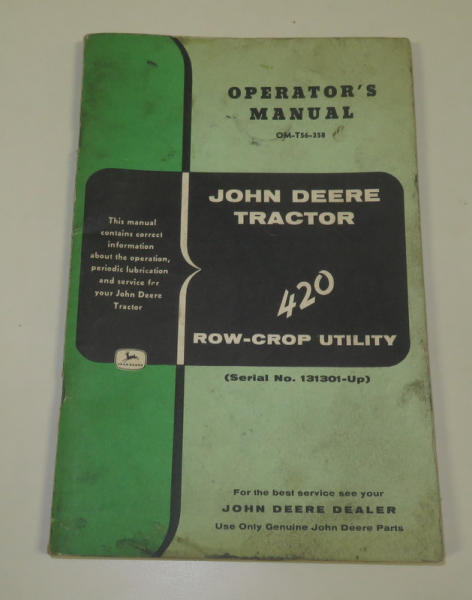 OPERATOR'S
MANUAL
OM-T56-358
JOHN DEERE
TRACTOR
420
ROW-CROP UTILITY
(Serial No. 131301-Up)
This manual
contains correct
information
about the operation,
periodic lubrication
and service for
your John Deere
Tractor
JOHN DEERE
For the best service see your
JOHN DEERE DEALER
Use Only Genuine John Deere Parts